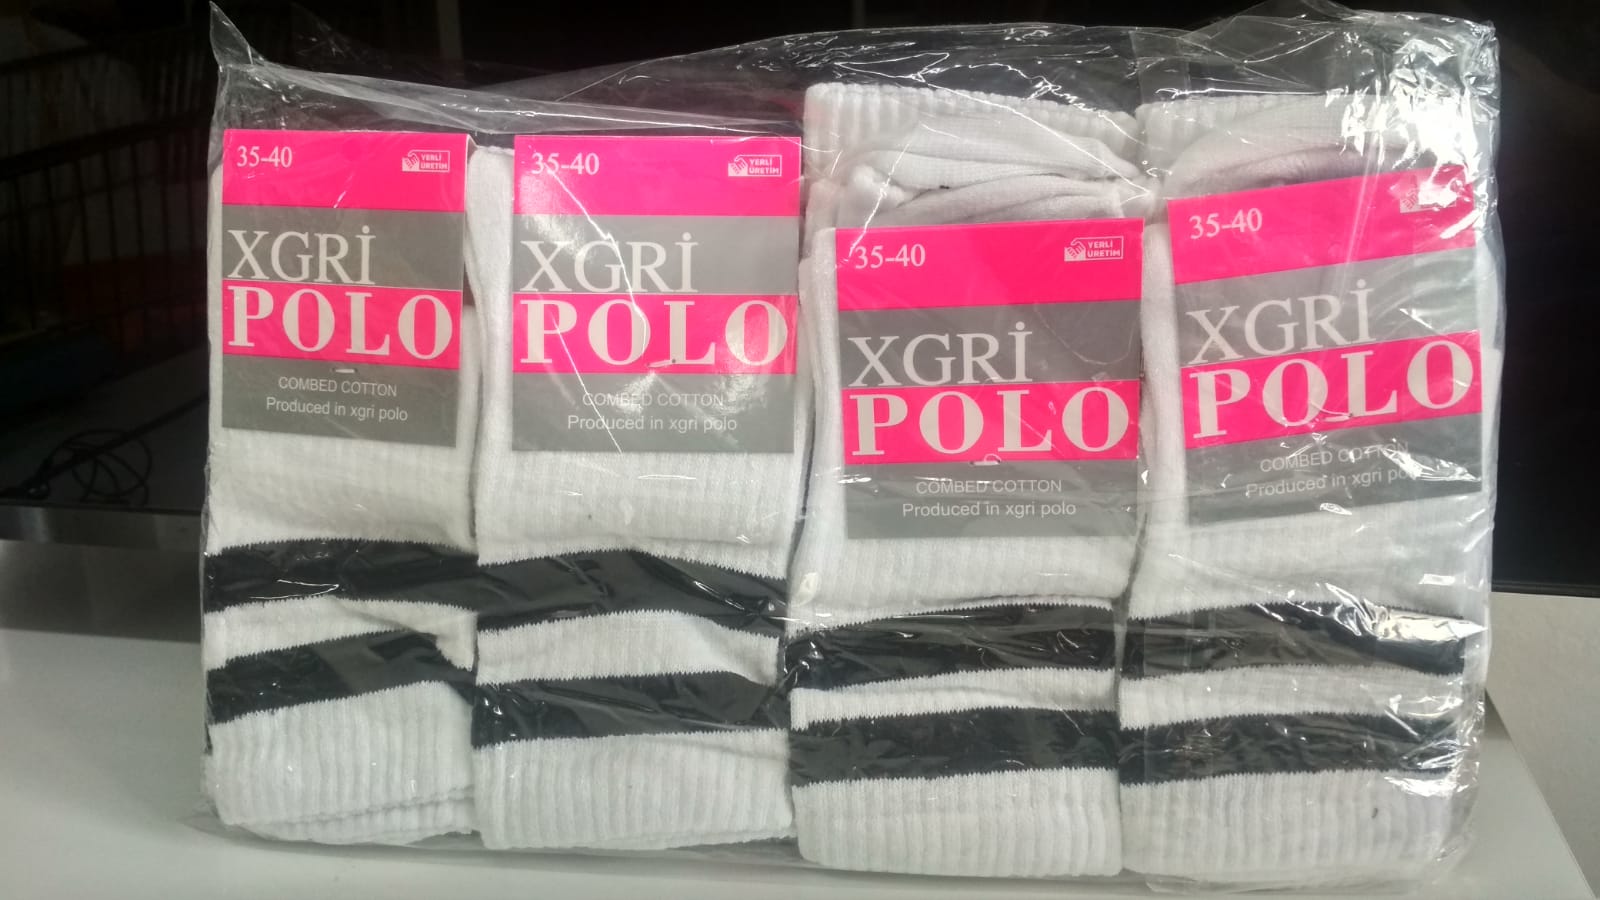 35-40
YERLİ
ÜRETİM
XGRİ
POLO
COMBED COTTON
Produced in xgri polo
35-40
YERLİ
ÜRETİM
XGRİ
POLO
COMBED COTTON
Produced in xgri polo
35-40
YERLİ
ÜRETİM
XGRİ
POLO
COMBED COTTON
Produced in xgri polo
35-40
XGRİ
POLO
COMBED COTTON
Produced in xgri